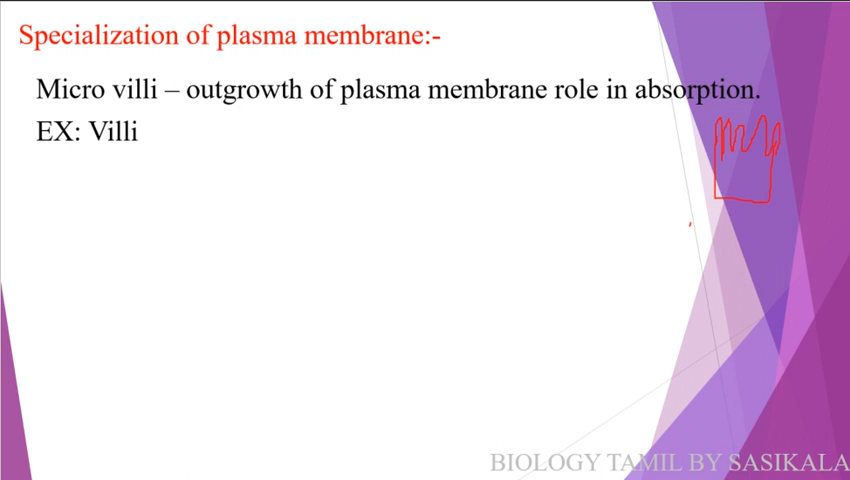 Specialization of plasma membrane:-
Micro villi – outgrowth of plasma membrane role in absorption.
EX: Villi
BIOLOGY TAMIL BY SASIKALA